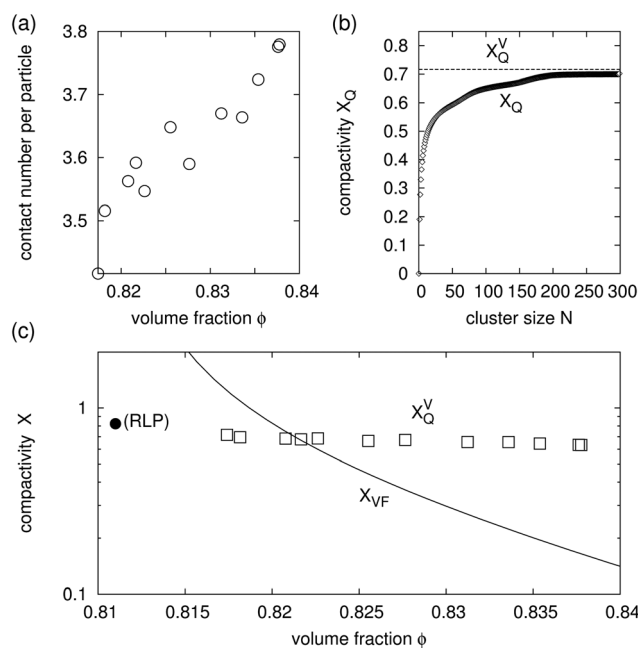 (a)
3.8
3.7
3.6
3.5
0.82
0.83
0.84
contact number per particle
volume fraction ϕ
(b)
1
0.9
0.8
0.7
0.6
0.5
0.4
0.3
0.2
0.1
0
0 50 100 150 200 250 300
compactivity X_Q
cluster size N
X_Q^V
X_Q
(c)
1
0.1
0.81
0.815
0.82
0.825
0.83
0.835
0.84
compactivity X
volume fraction ϕ
(RLP)
X_Q^V
X_VF